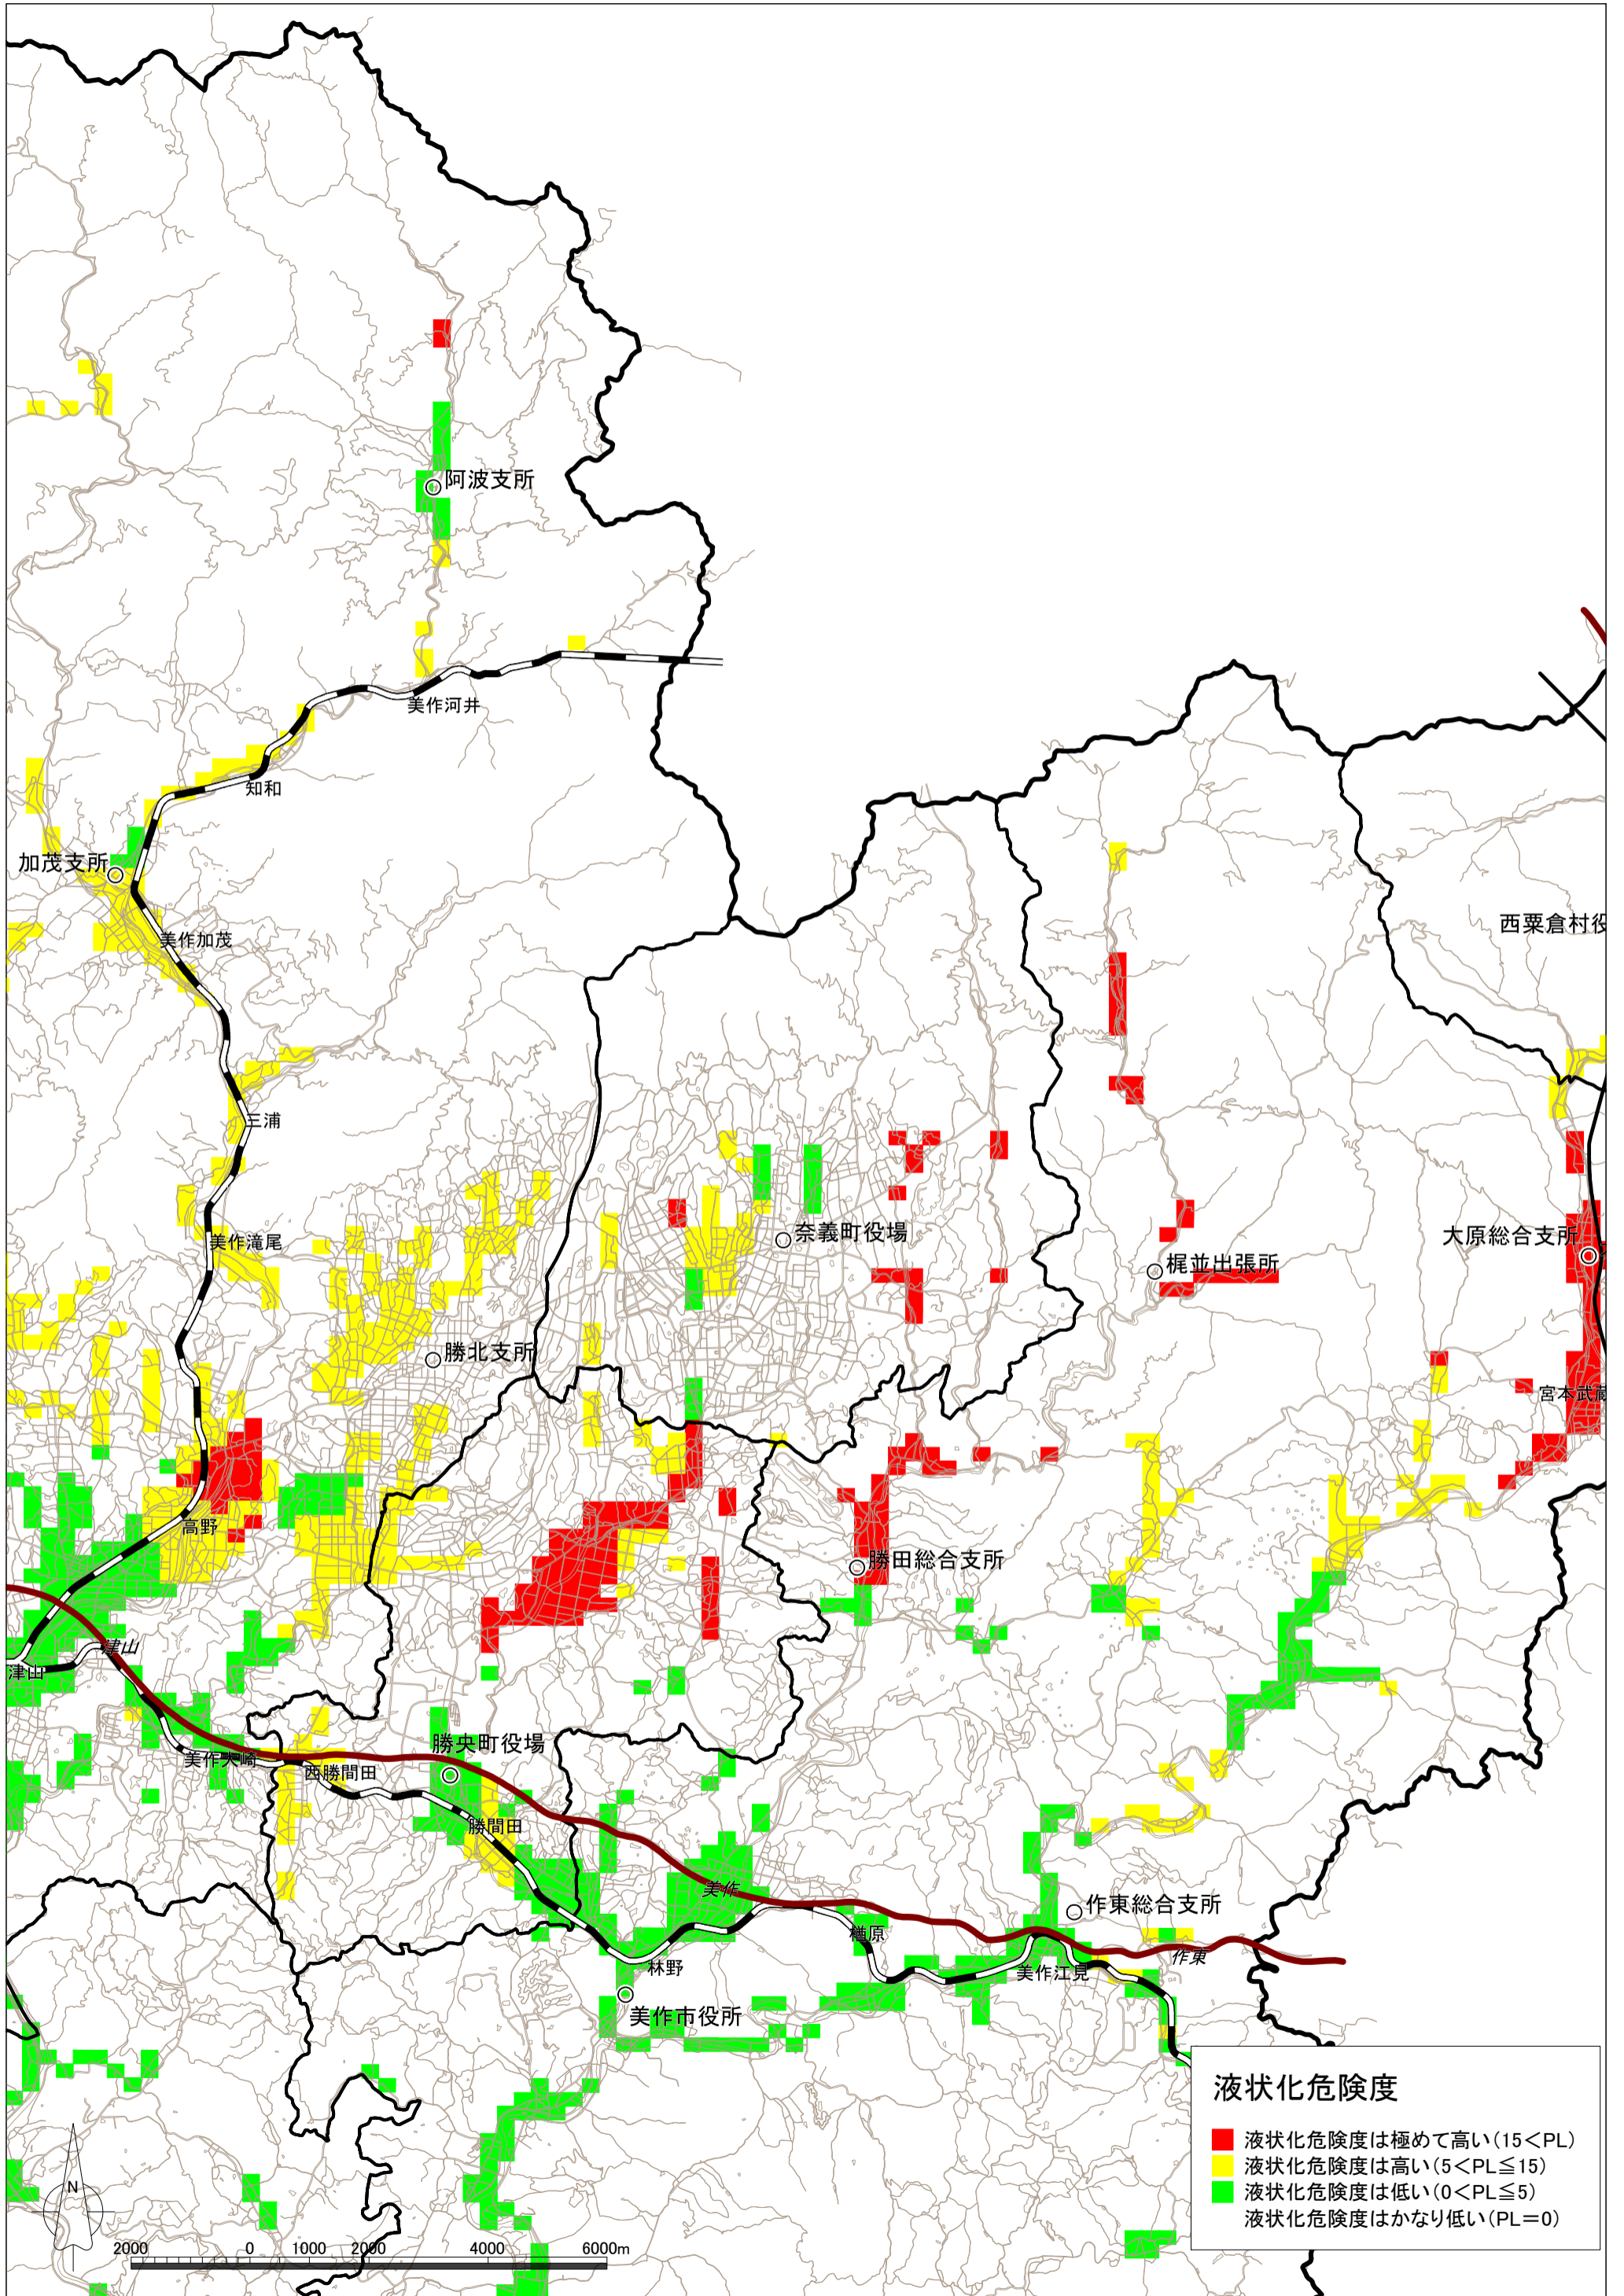 阿波支所
美作河井
知和
加茂支所
美作加茂
西粟倉村役
三浦
美作滝尾
奈義町役場
大原総合支所
梶並出張所
勝北支所
宮本武蔵
高野
勝田総合支所
津山
津山
勝央町役場
美作大崎
西勝間田
勝間田
美作
作東総合支所
楢原
作東
林野
美作江見
美作市役所
液状化危険度
液状化危険度は極めて高い(15＜PL)
液状化危険度は高い(5＜PL≦15)
液状化危険度は低い(0＜PL≦5)
液状化危険度はかなり低い(PL＝0)
N
2000 0 1000 2000 4000 6000m